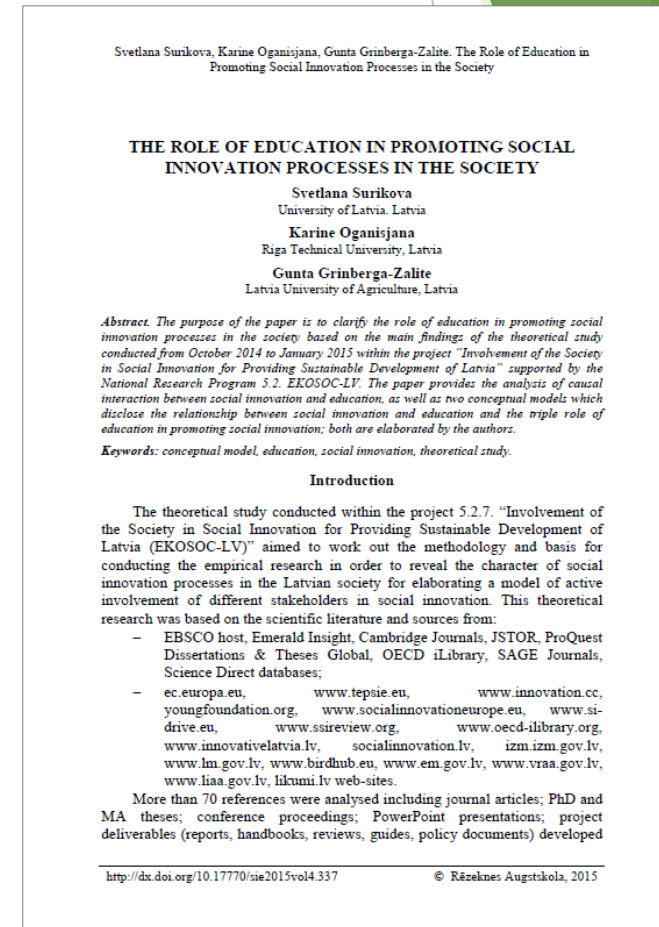 Svetlana Surikova, Karine Oganisjana, Gunta Grinberga-Zalite. The Role of Education in
Promoting Social Innovation Processes in the Society
THE ROLE OF EDUCATION IN PROMOTING SOCIAL
INNOVATION PROCESSES IN THE SOCIETY
Svetlana Surikova
University of Latvia. Latvia
Karine Oganisjana
Riga Technical University, Latvia
Gunta Grinberga-Zalite
Latvia University of Agriculture, Latvia
Abstract. The purpose of the paper is to clarify the role of education in promoting social
innovation processes in the society based on the main findings of the theoretical study
conducted from October 2014 to January 2015 within the project "Involvement of the Society
in Social Innovation for Providing Sustainable Development of Latvia" supported by the
National Research Program 5.2. EKOSOC-LV. The paper provides the analysis of causal
interaction between social innovation and education, as well as two conceptual models which
disclose the relationship between social innovation and education and the triple role of
education in promoting social innovation; both are elaborated by the authors.
Keywords: conceptual model, education, social innovation, theoretical study.
Introduction
The theoretical study conducted within the project 5.2.7. “Involvement of
the Society in Social Innovation for Providing Sustainable Development of
Latvia (EKOSOC-LV)” aimed to work out the methodology and basis for
conducting the empirical research in order to reveal the character of social
innovation processes in the Latvian society for elaborating a model of active
involvement of different stakeholders in social innovation. This theoretical
research was based on the scientific literature and sources from:
– EBSCO host, Emerald Insight, Cambridge Journals, JSTOR, ProQuest
Dissertations & Theses Global, OECD iLibrary, SAGE Journals,
Science Direct databases;
– ec.europa.eu, www.tepsie.eu, www.innovation.cc,
youngfoundation.org, www.socialinnovationeurope.eu, www.si-
drive.eu, www.ssireview.org, www.oecd-ilibrary.org,
www.innovativelatvia.lv, socialinnovation.lv, izm.izm.gov.lv,
www.lm.gov.lv, www.birdhub.eu, www.em.gov.lv, www.vraa.gov.lv,
www.liaa.gov.lv, likumi.lv web-sites.
More than 70 references were analysed including journal articles; PhD and
MA theses; conference proceedings; PowerPoint presentations; project
deliverables (reports, handbooks, reviews, guides, policy documents) developed
http://dx.doi.org/10.17770/sie2015vol4.337 © Rēzeknes Augstskola, 2015